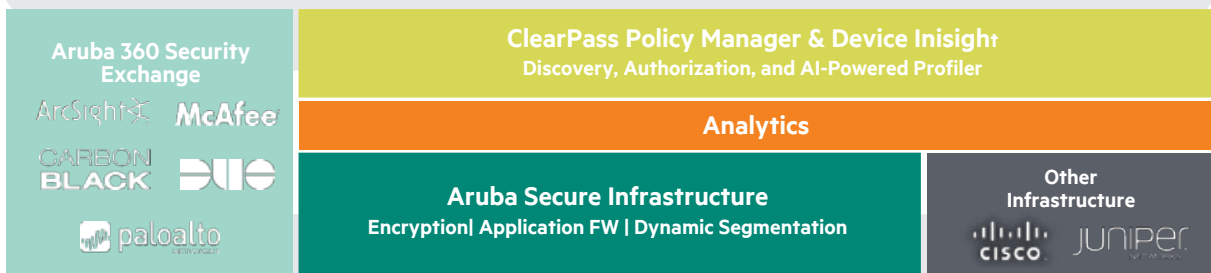 Aruba 360 Security
Exchange
ArcSight
McAfee
CARBON
BLACK
DUO
paloalto
ClearPass Policy Manager & Device Inisight
Discovery, Authorization, and AI-Powered Profiler
Analytics
Aruba Secure Infrastructure
Encryption| Application FW | Dynamic Segmentation
Other
Infrastructure
CISCO
JUNIPEr